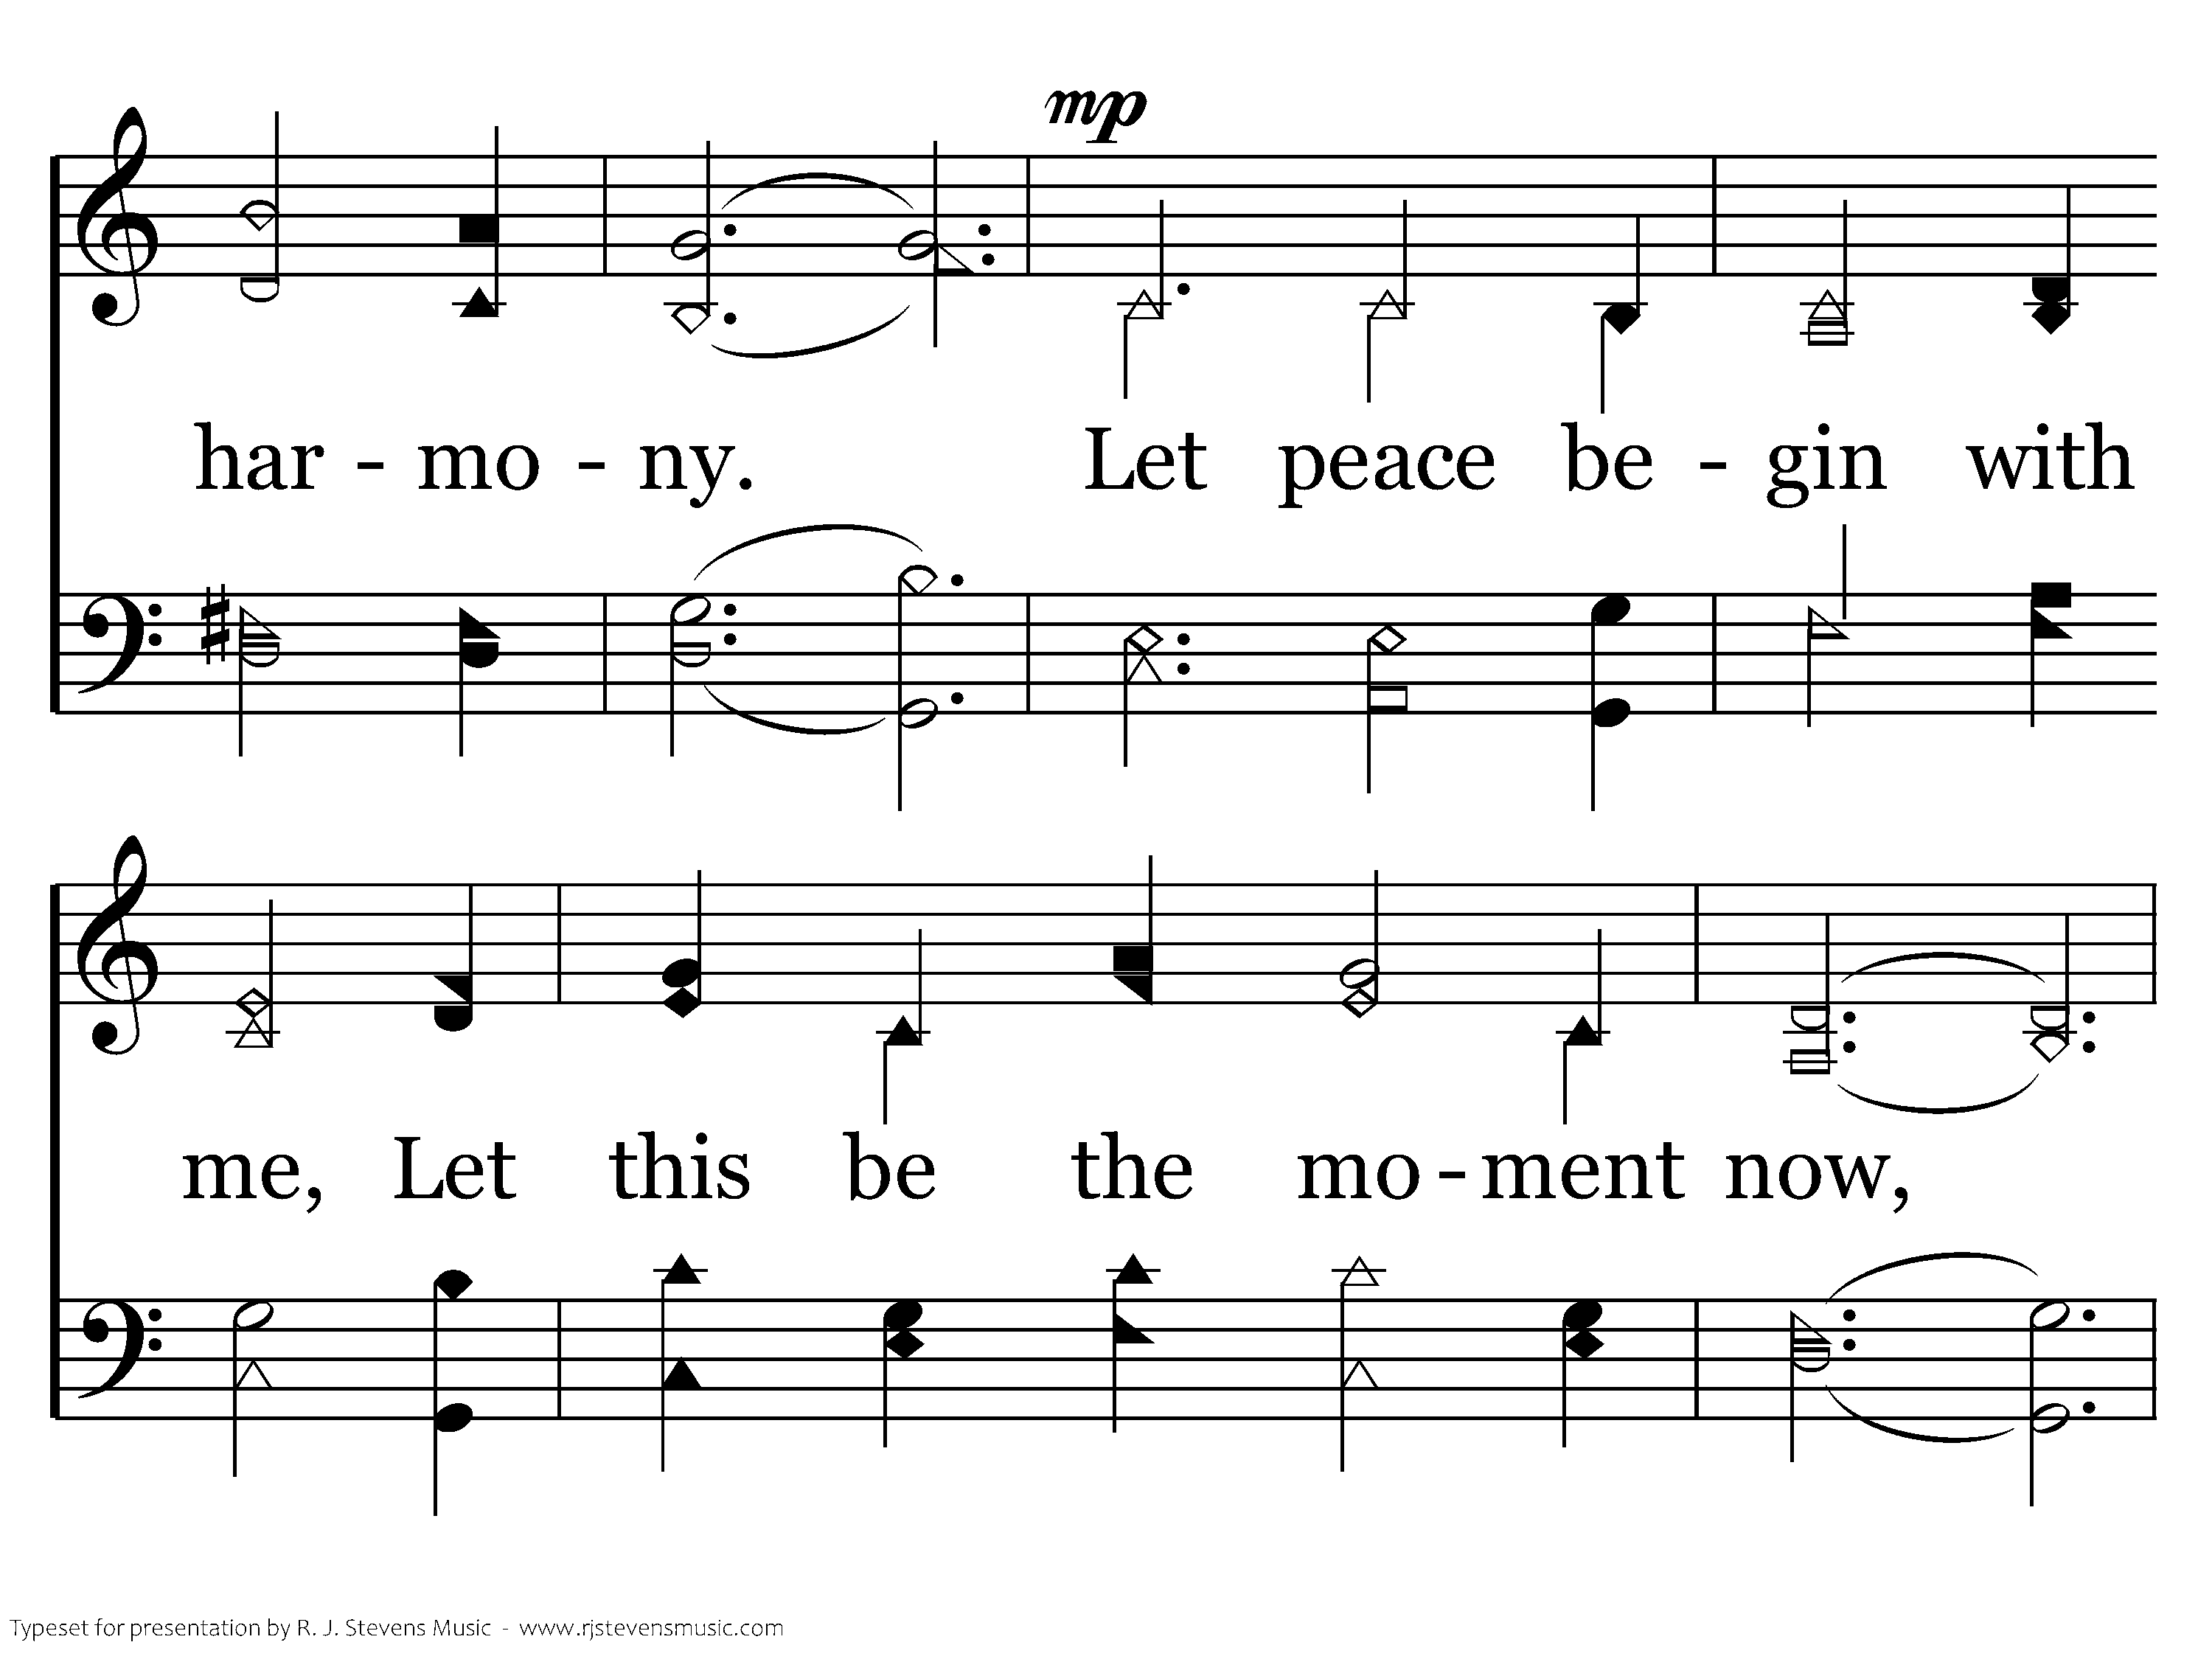 mp
har - mo - ny. Let peace be - gin with
me, Let this be the mo - ment now,
Typeset for presentation by R. J. Stevens Music - www.rjstevensmusic.com